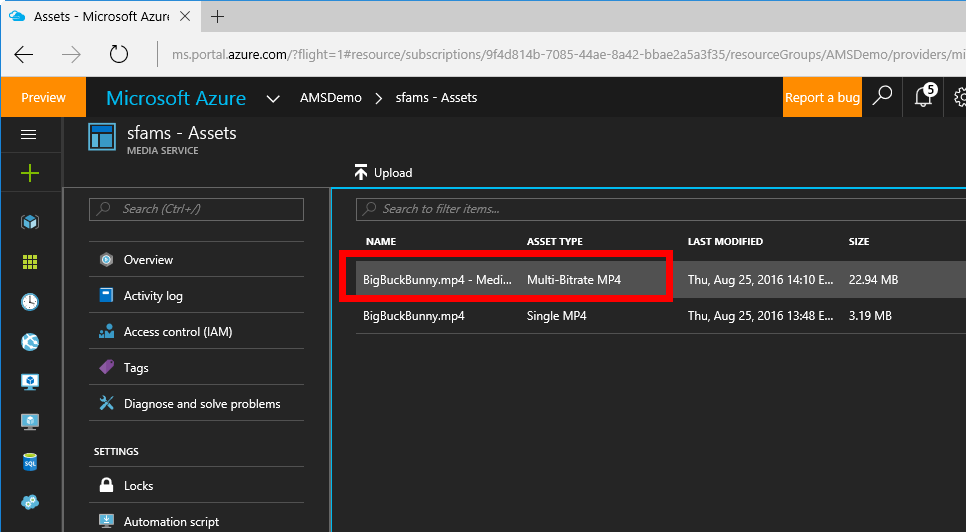 Assets - Microsoft Azure
ms.portal.azure.com/?flight=1#resource/subscriptions/9f4d814b-7085-44ae-8a42-bbae2a5a3f35/resourceGroups/AMSDemo/providers/mi
Preview Microsoft Azure AMSDemo > sfams - Assets Report a bug 5
sfams - Assets
MEDIA SERVICE
Upload
Search (Ctrl+/)
Search to filter items...
NAME ASSET TYPE LAST MODIFIED SIZE
BigBuckBunny.mp4 - Medi... Multi-Bitrate MP4 Thu, Aug 25, 2016 14:10 E... 22.94 MB
BigBuckBunny.mp4 Single MP4 Thu, Aug 25, 2016 13:48 E... 3.19 MB
Overview
Activity log
Access control (IAM)
Tags
Diagnose and solve problems
SETTINGS
Locks
Automation script
SQL